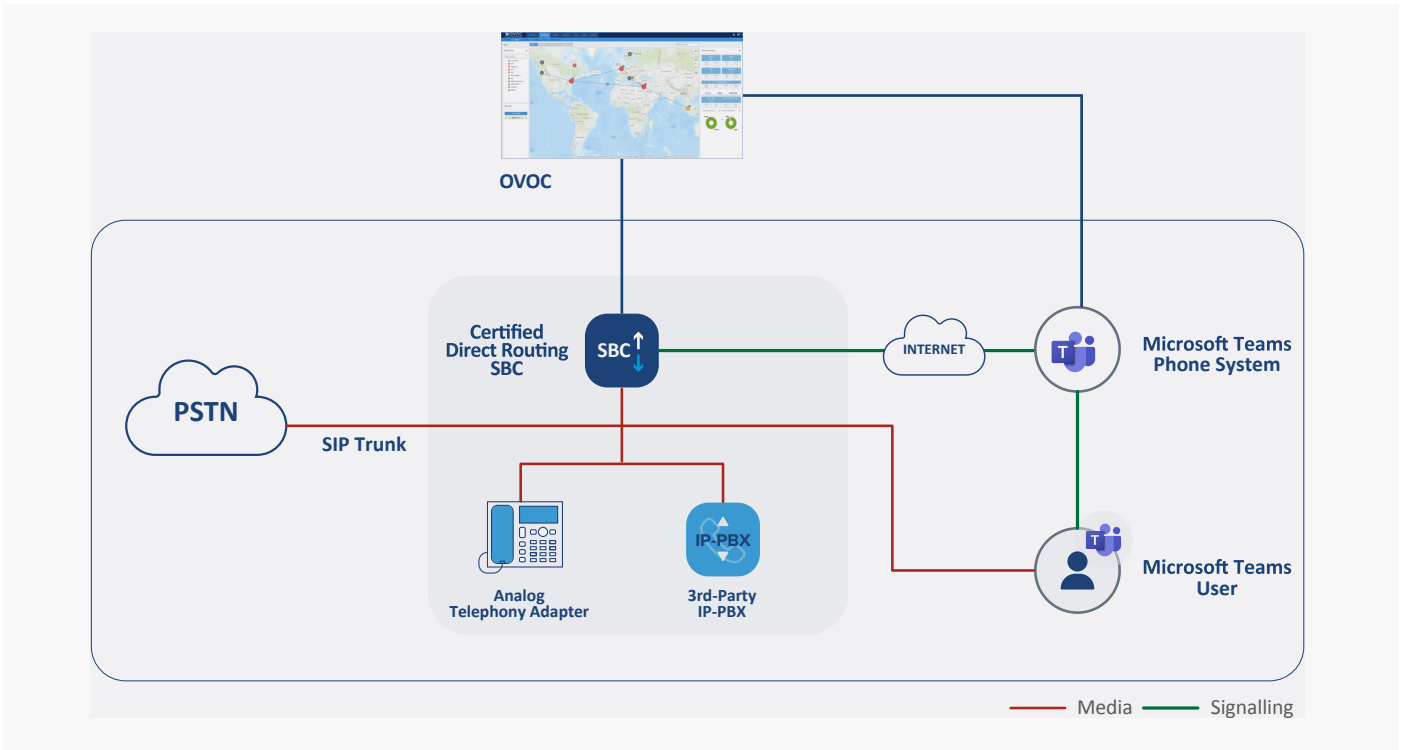 OVOC
Certified
Direct Routing
SBC
SBC
INTERNET
T
Microsoft Teams
Phone System
PSTN
SIP Trunk
IP-PBX
T
Analog
Telephony Adapter
3rd-Party
IP-PBX
Microsoft Teams
User
Media
Signalling